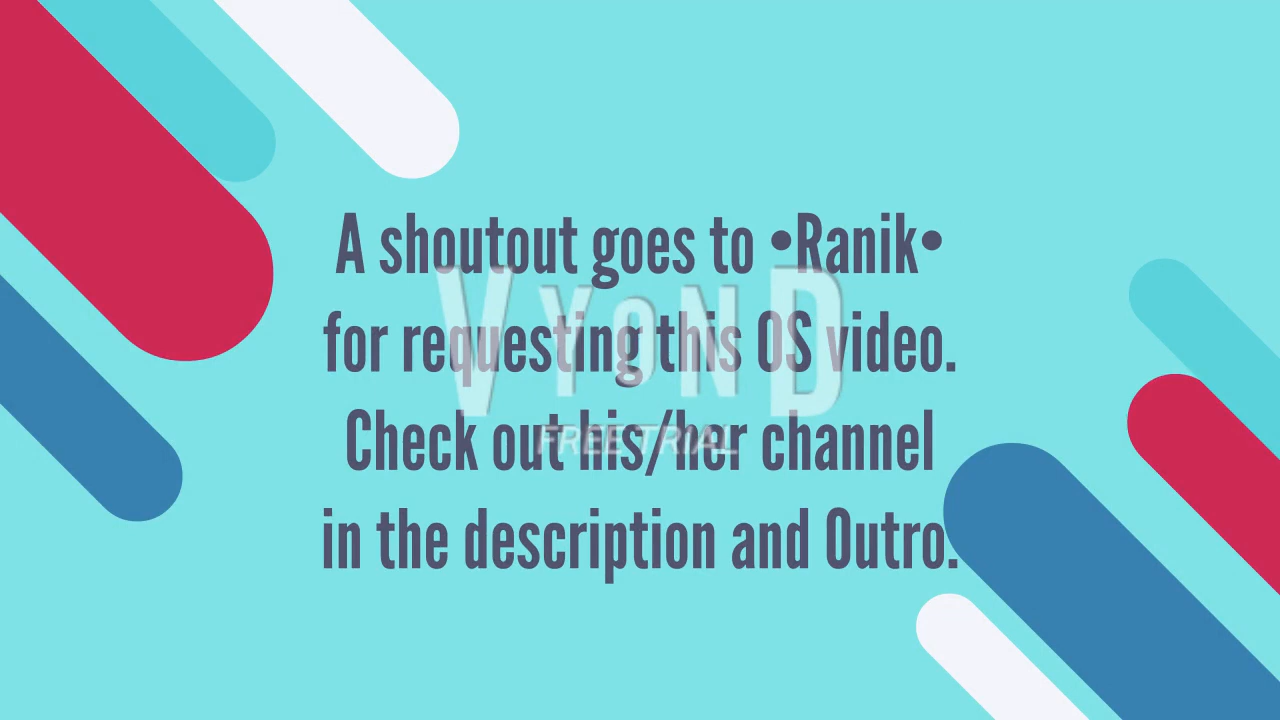 A shoutout goes to •Ranik•
for requesting this OS video.
Check out his/her channel
in the description and Outro.
VYOND
FREE TRIAL